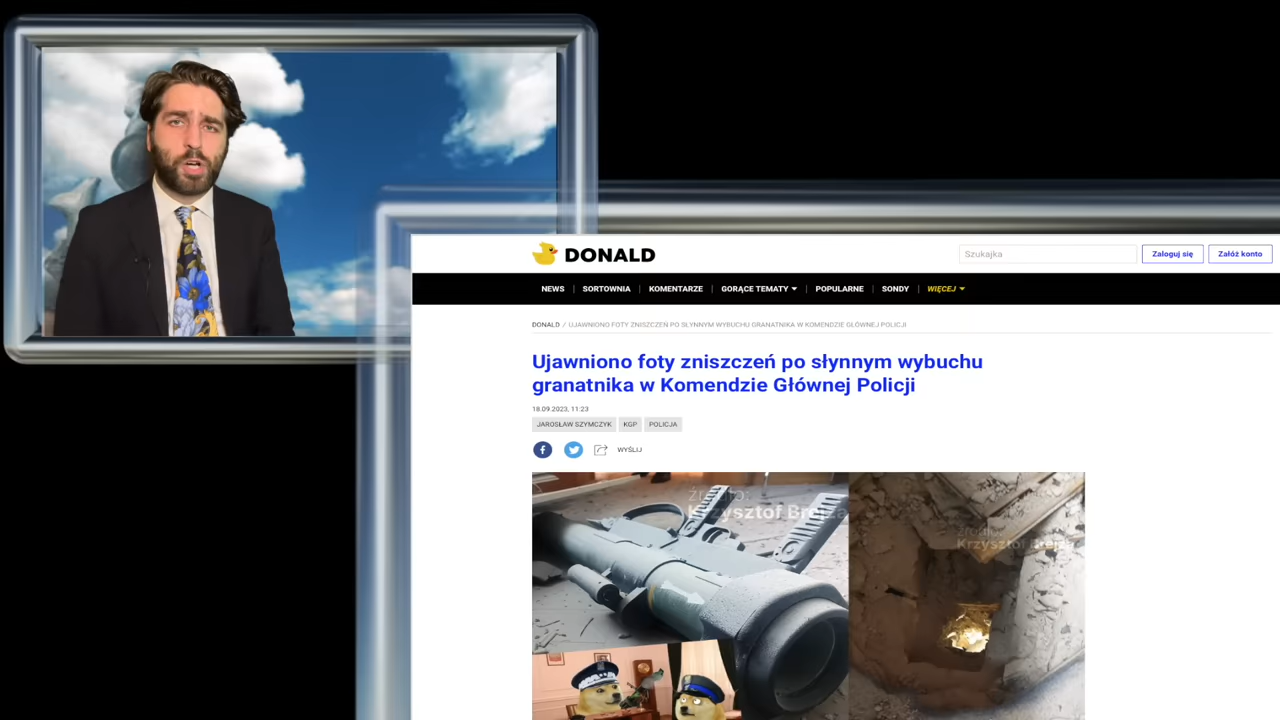 DONALD
Szukajka
Zaloguj się
Załóż konto
NEWS
SORTOWNIA
KOMENTARZE
GORĄCE TEMATY
POPULARNE
SONDY
WIĘCEJ
DONALD / UJAWNIONO FOTY ZNISZCZEŃ PO SŁYNNYM WYBUCHU GRANATNIKA W KOMENDZIE GŁÓWNEJ POLICJI
Ujawniono foty zniszczeń po słynnym wybuchu
granatnika w Komendzie Głównej Policji
18.09.2023, 11:23
JAROSŁAW SZYMCZYK
KGP
POLICJA
WYŚLIJ
źródło:
Krzysztof Brejza
źródło:
Krzysztof Brejza